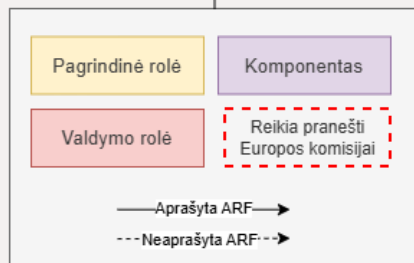 Pagrindinė rolė
Komponentas
Valdymo rolė
Reikia pranešti
Europos komisijai
Aprašyta ARF
Neaprašyta ARF